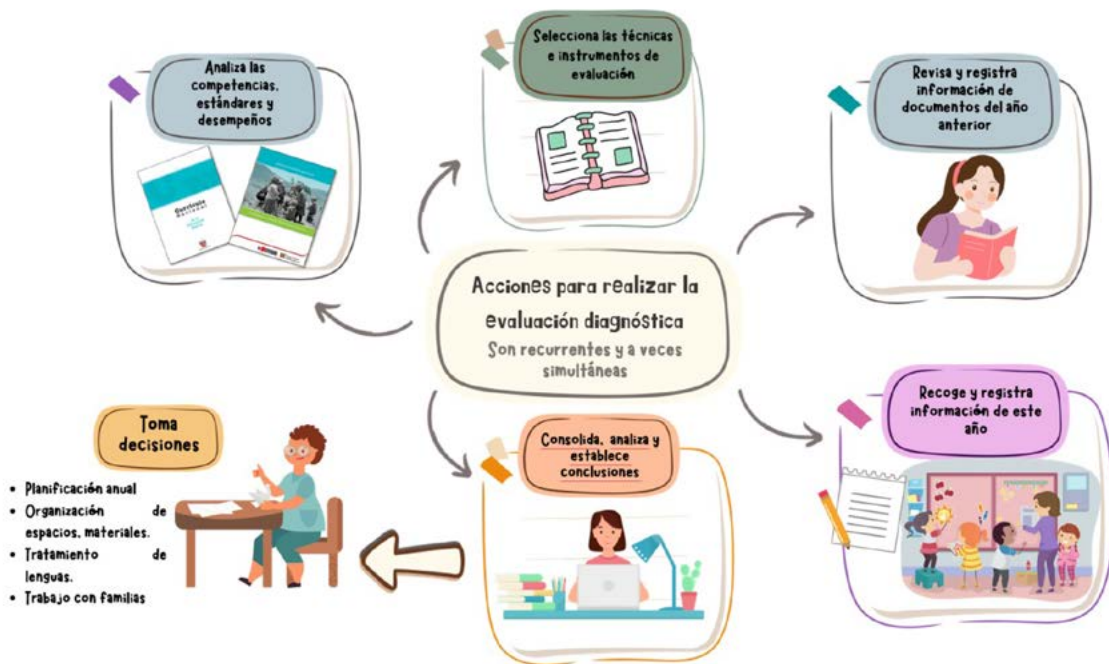 Analiza las
competencias,
estándares y
desempeños
Currículo
Nacional
Selecciona las técnicas
e instrumentos de
evaluación
Revisa y registra
información de
documentos del año
anterior
Acciones para realizar la
evaluación diagnóstica
Son recurrentes y a veces
simultáneas
Toma
decisiones
• Planificación anual
• Organización de
espacios, materiales.
• Tratamiento de
lenguas.
• Trabajo con familias
Consolida, analiza y
establece
conclusiones
Recoge y registra
información de este
año